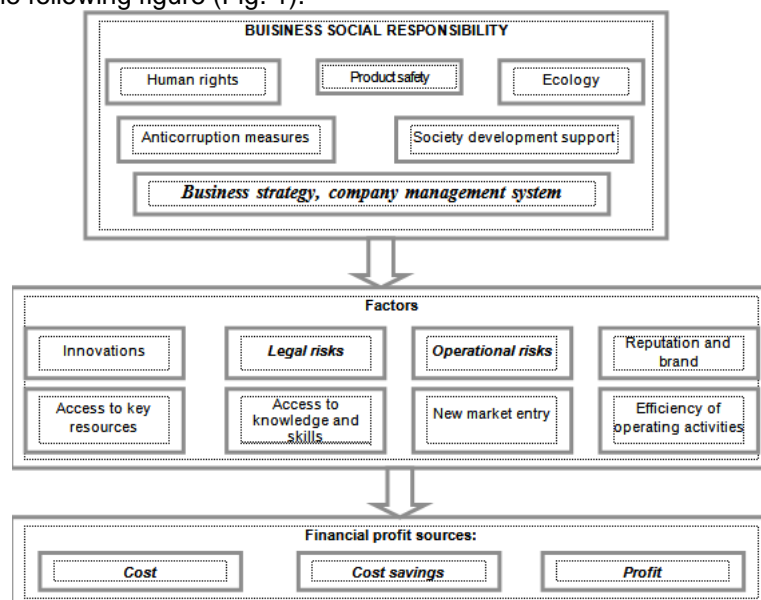 following figure (Fig. 1).
BUISINESS SOCIAL RESPONSIBILITY
Human rights
Product safety
Ecology
Anticorruption measures
Society development support
Business strategy, company management system
Factors
Innovations
Legal risks
Operational risks
Reputation and
brand
Access to key
resources
Access to
knowledge and
skills
New market entry
Efficiency of
operating activities
Financial profit sources:
Cost
Cost savings
Profit